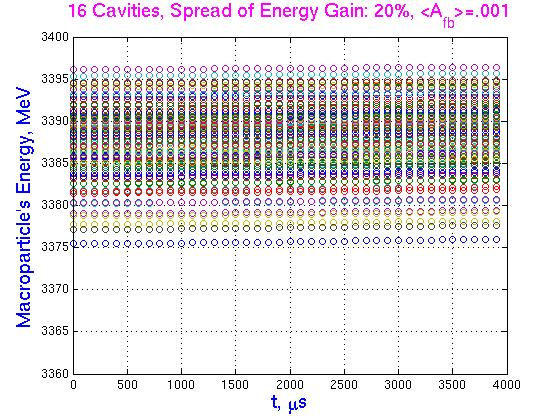 16 Cavities, Spread of Energy Gain: 20%, <A_fb>=.001
Macroparticle's Energy, MeV
3400
3395
3390
3385
3380
3375
3370
3365
3360
0 500 1000 1500 2000 2500 3000 3500 4000
t, μs